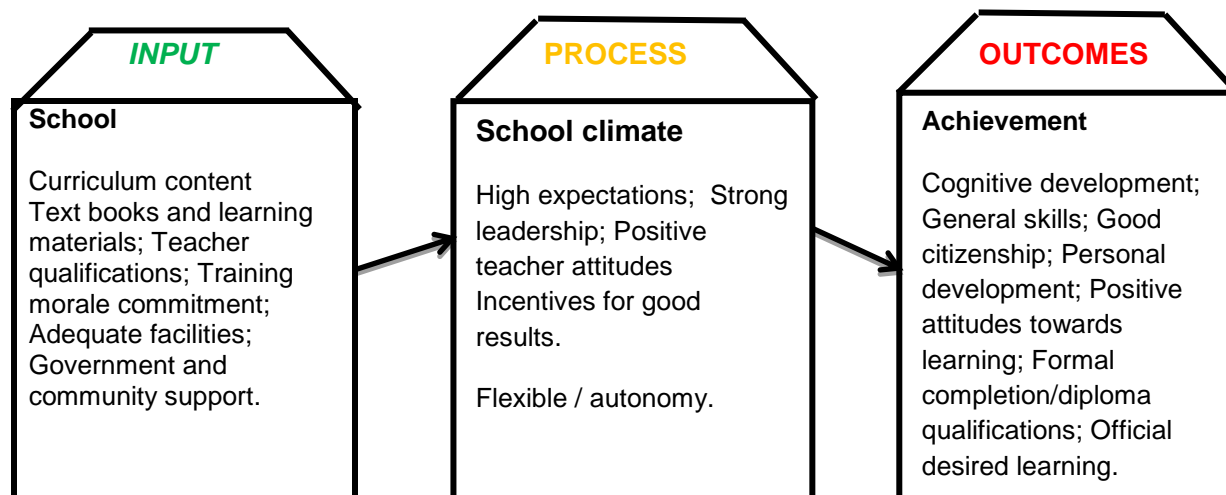 INPUT
School
Curriculum content
Text books and learning
materials; Teacher
qualifications; Training
morale commitment;
Adequate facilities;
Government and
community support.
PROCESS
School climate
High expectations;  Strong
leadership; Positive
teacher attitudes
Incentives for good
results.
Flexible / autonomy.
OUTCOMES
Achievement
Cognitive development;
General skills; Good
citizenship; Personal
development; Positive
attitudes towards
learning; Formal
completion/diploma
qualifications; Official
desired learning.